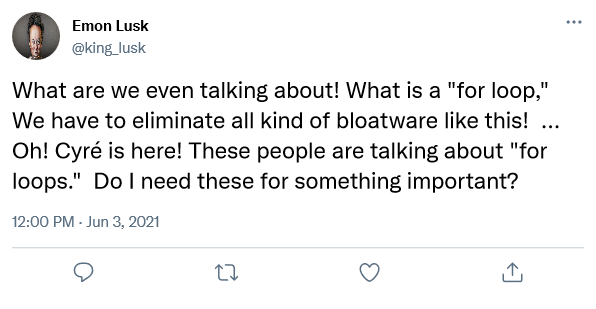 Emon Lusk
@king_lusk
What are we even talking about! What is a "for loop,"
We have to eliminate all kind of bloatware like this!  ...
Oh! Cyré is here! These people are talking about "for
loops."  Do I need these for something important?
12:00 PM · Jun 3, 2021